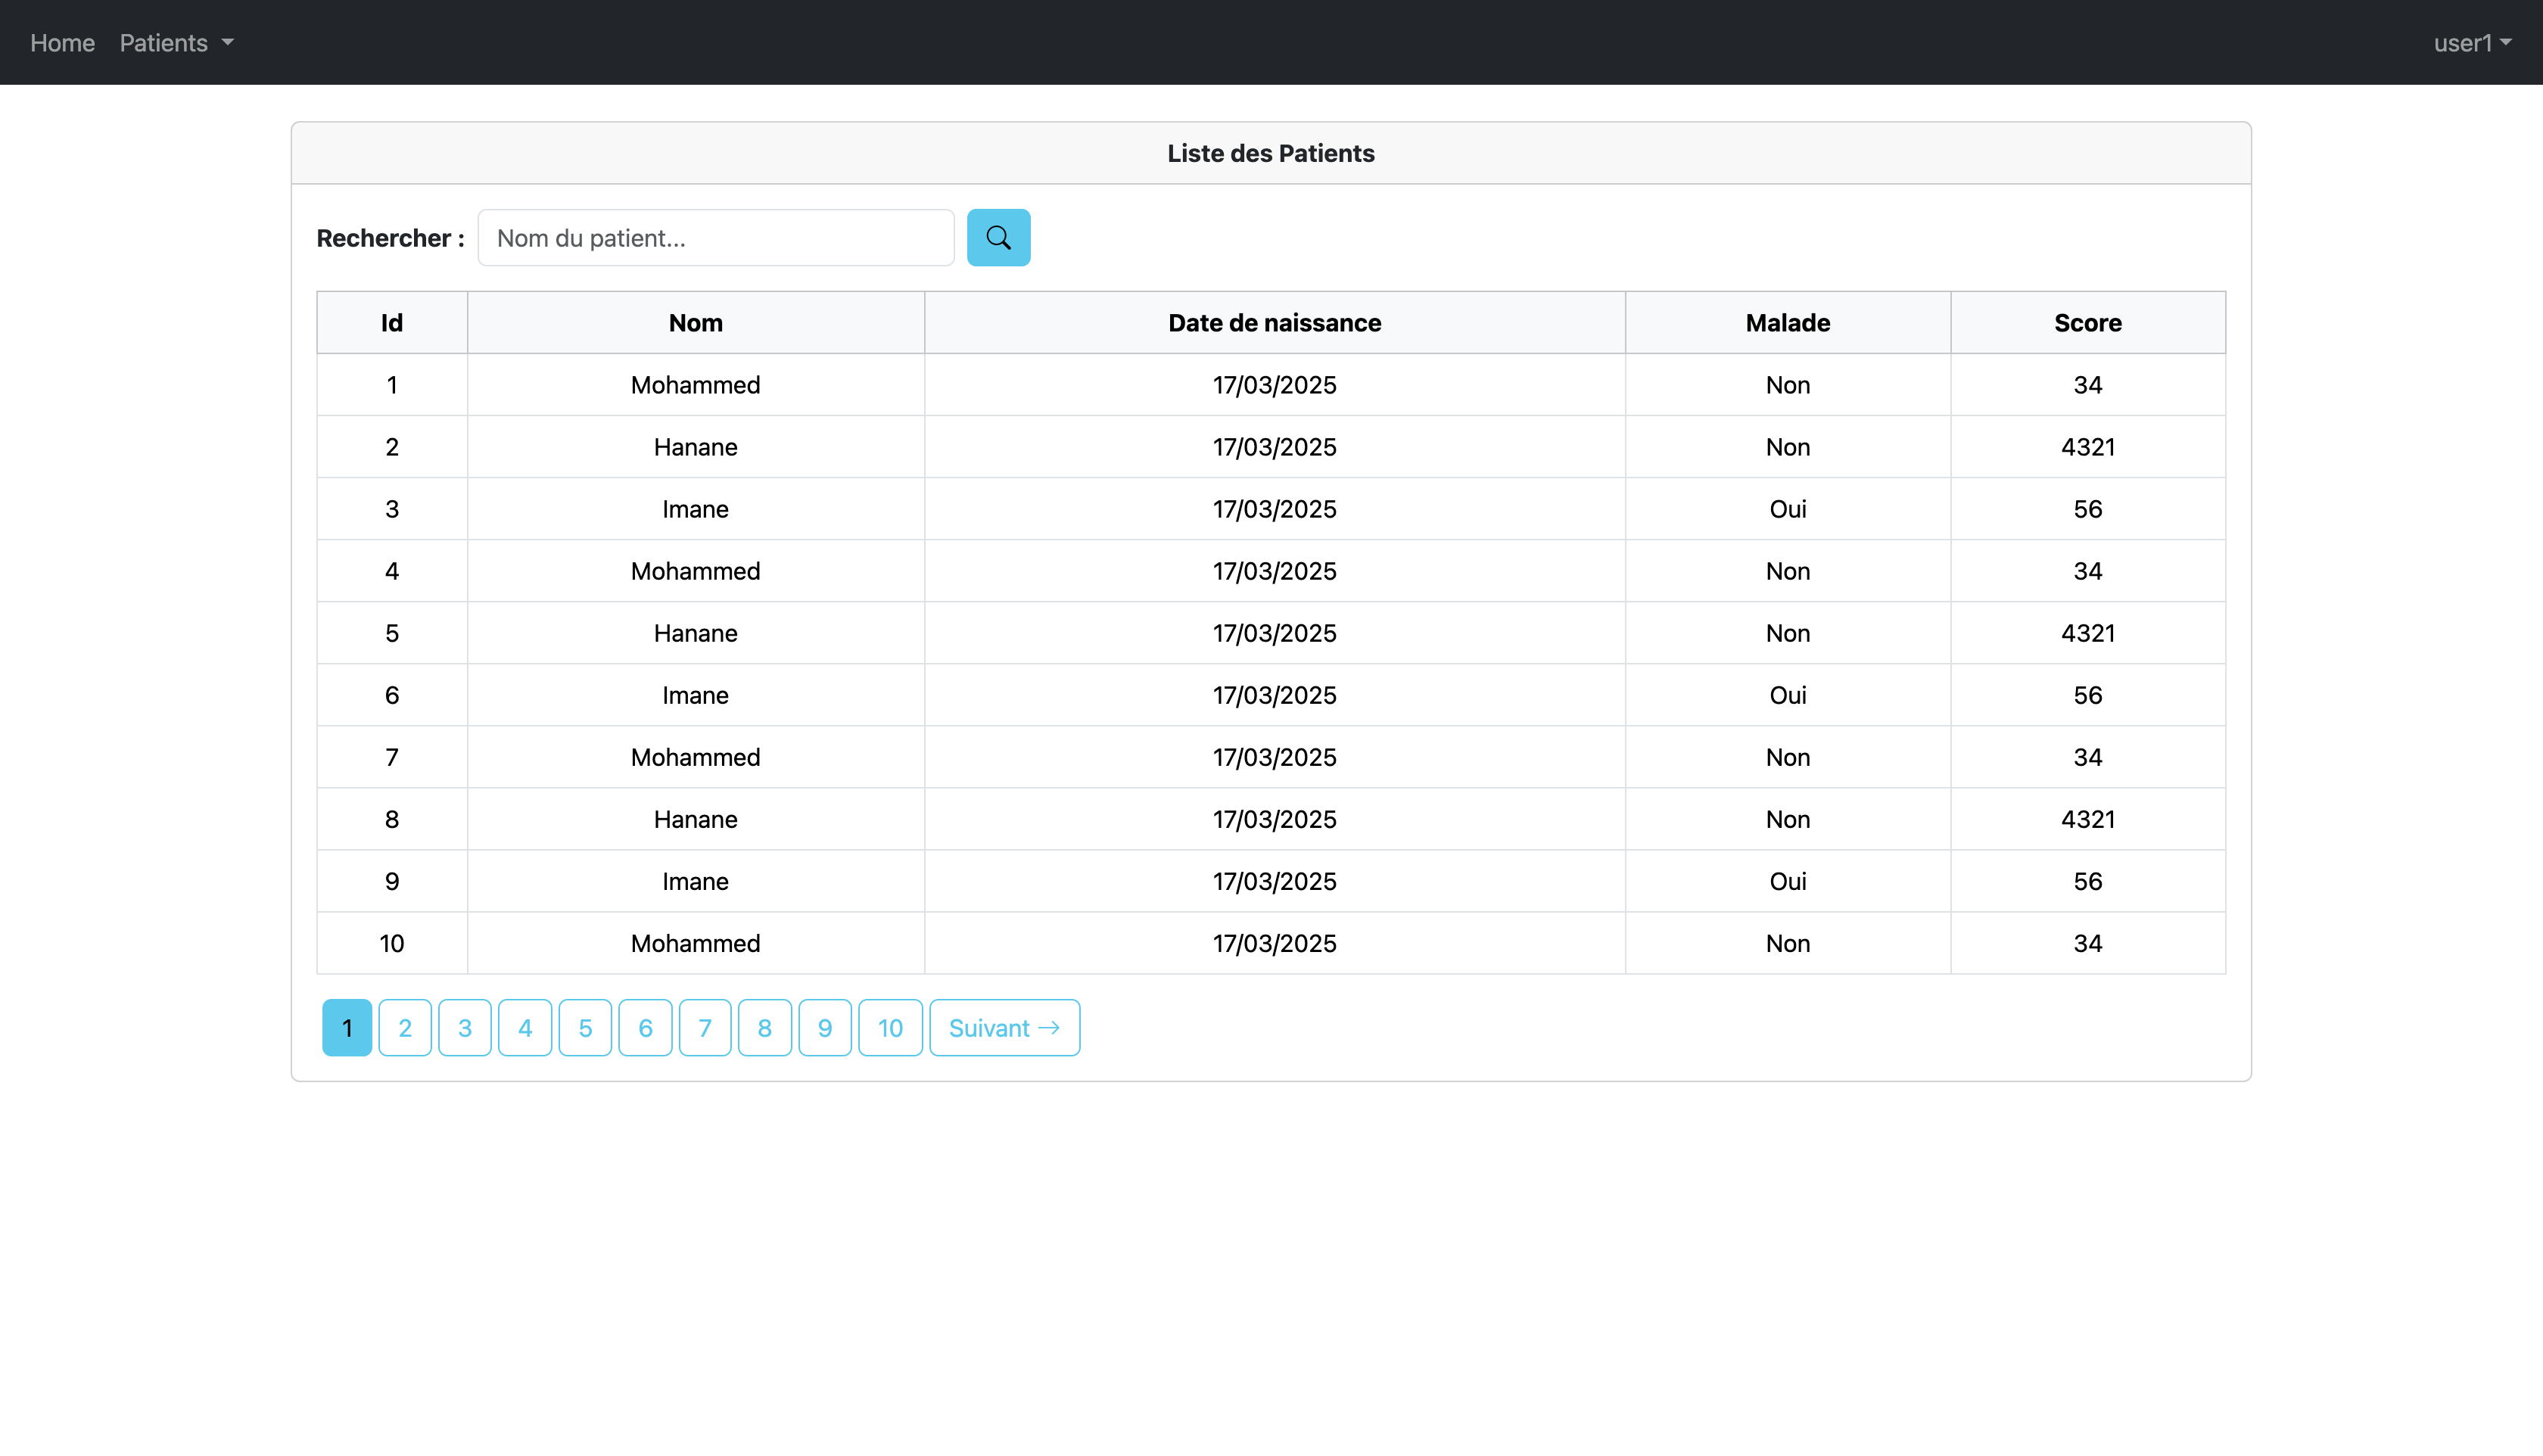 Home Patients user1
Liste des Patients
Rechercher : Nom du patient...
Id Nom Date de naissance Malade Score
1 Mohammed 17/03/2025 Non 34
2 Hanane 17/03/2025 Non 4321
3 Imane 17/03/2025 Oui 56
4 Mohammed 17/03/2025 Non 34
5 Hanane 17/03/2025 Non 4321
6 Imane 17/03/2025 Oui 56
7 Mohammed 17/03/2025 Non 34
8 Hanane 17/03/2025 Non 4321
9 Imane 17/03/2025 Oui 56
10 Mohammed 17/03/2025 Non 34
1 2 3 4 5 6 7 8 9 10 Suivant →